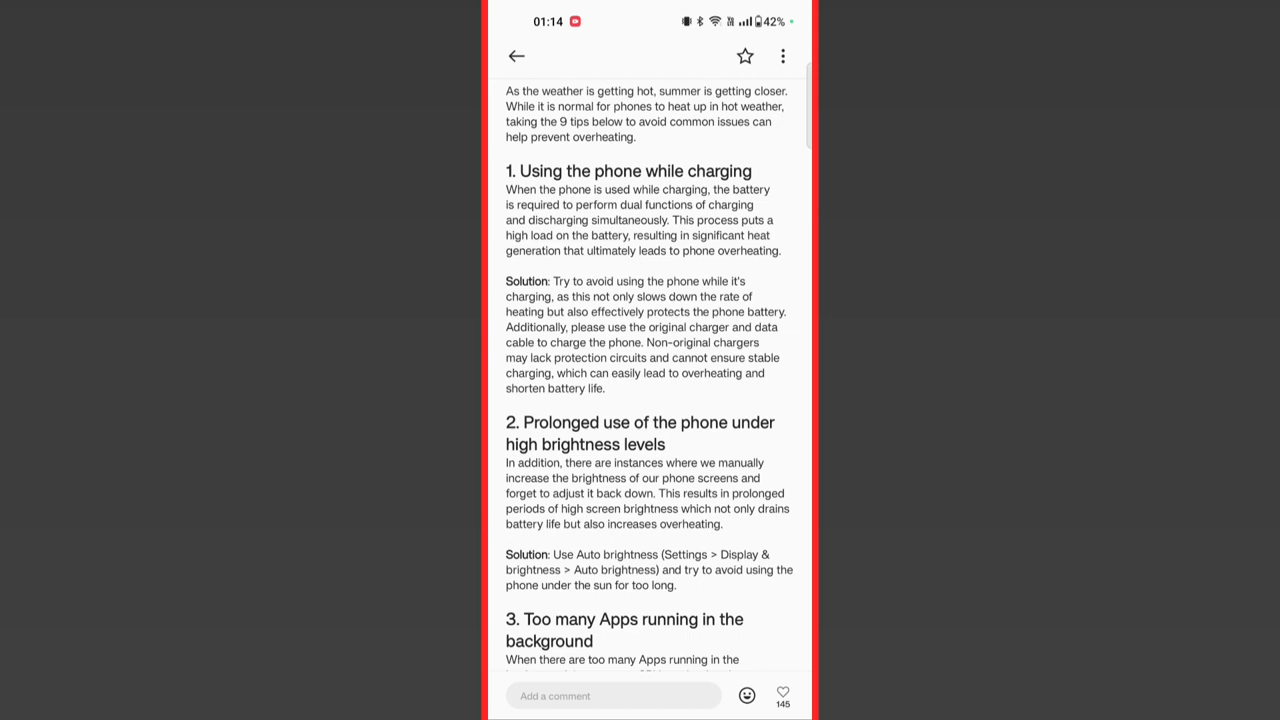 01:14
42%
As the weather is getting hot, summer is getting closer.
While it is normal for phones to heat up in hot weather,
taking the 9 tips below to avoid common issues can
help prevent overheating.
1. Using the phone while charging
When the phone is used while charging, the battery
is required to perform dual functions of charging
and discharging simultaneously. This process puts a
high load on the battery, resulting in significant heat
generation that ultimately leads to phone overheating.
Solution: Try to avoid using the phone while it's
charging, as this not only slows down the rate of
heating but also effectively protects the phone battery.
Additionally, please use the original charger and data
cable to charge the phone. Non-original chargers
may lack protection circuits and cannot ensure stable
charging, which can easily lead to overheating and
shorten battery life.
2. Prolonged use of the phone under
high brightness levels
In addition, there are instances where we manually
increase the brightness of our phone screens and
forget to adjust it back down. This results in prolonged
periods of high screen brightness which not only drains
battery life but also increases overheating.
Solution: Use Auto brightness (Settings > Display &
brightness > Auto brightness) and try to avoid using the
phone under the sun for too long.
3. Too many Apps running in the
background
When there are too many Apps running in the
Add a comment
145